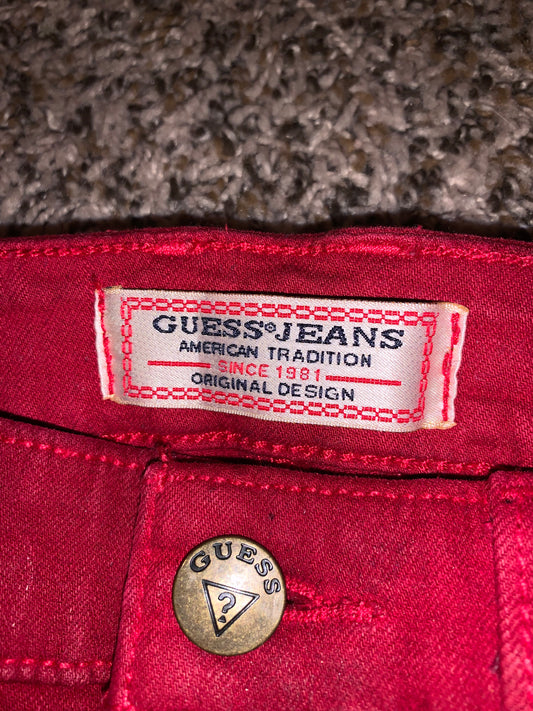 GUESS JEANS
AMERICAN TRADITION
SINCE 1981
ORIGINAL DESIGN
GUESS
?